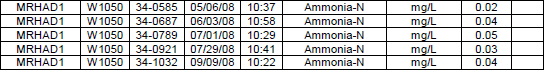 MRHAD1 W1050 34-0585 05/06/08 10:37 Ammonia-N mg/L 0.02
MRHAD1 W1050 34-0687 06/03/08 10:58 Ammonia-N mg/L 0.04
MRHAD1 W1050 34-0789 07/01/08 10:29 Ammonia-N mg/L 0.05
MRHAD1 W1050 34-0921 07/29/08 10:41 Ammonia-N mg/L 0.03
MRHAD1 W1050 34-1032 09/09/08 10:22 Ammonia-N mg/L 0.04